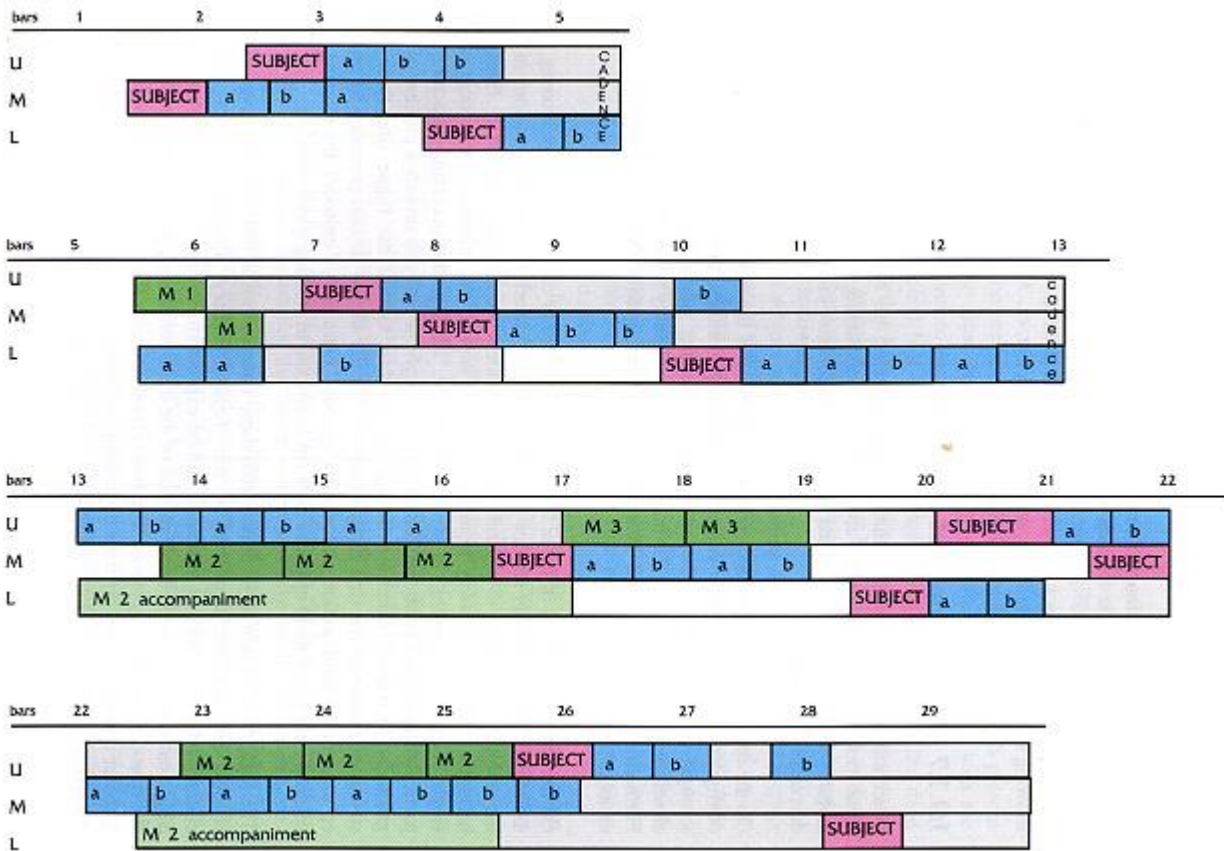 bars 1 2 3 4 5
U SUBJECT a b b
M SUBJECT a b a
L SUBJECT a b
CADENCE
bars 5 6 7 8 9 10 11 12 13
U M 1 SUBJECT a b b
M M 1 SUBJECT a b b
L a a b SUBJECT a a b a b
cadence
bars 13 14 15 16 17 18 19 20 21 22
U a b a b a a M 3 M 3 SUBJECT a b
M M 2 M 2 M 2 SUBJECT a b a b SUBJECT
L M 2 accompaniment SUBJECT a b
bars 22 23 24 25 26 27 28 29
U M 2 M 2 M 2 SUBJECT a b b
M a b a b a b b b
L M 2 accompaniment SUBJECT